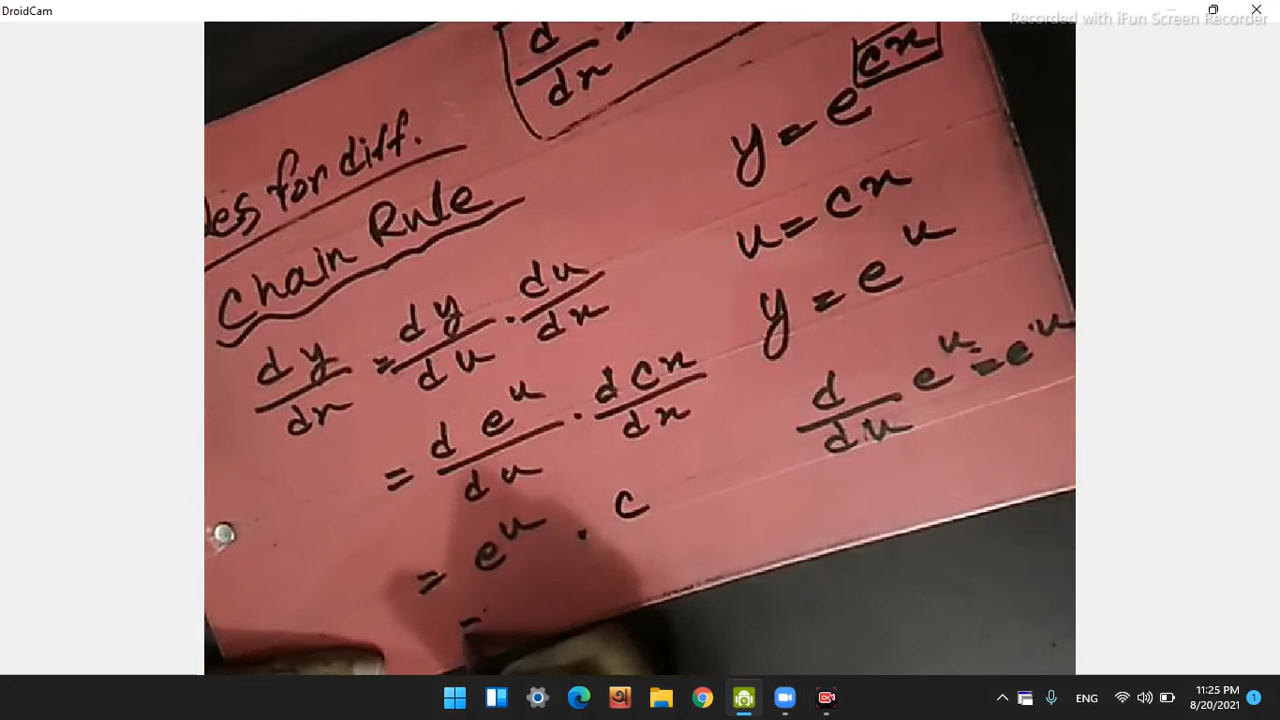 DroidCam
Recorded with iFun Screen Recorder
d/dx
for diff.
Chain Rule
dy/dx = dy/du . du/dx
= d e^u/du . d cx/dx
= e^u . c
=
y = e^cx
u = cx
y = e^u
d/du e^u = e^u
ENG
11:25 PM
8/20/2021
1